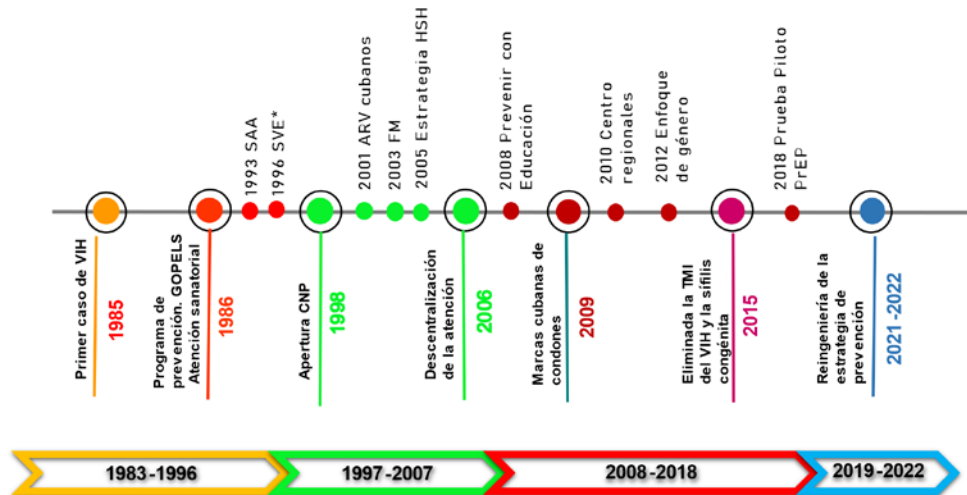 1993 SAA
1996 SVE*
2001 ARV cubanos
2003 FM
2005 Estrategia HSH
2008 Prevenir con
Educación
2010 Centro
regionales
2012 Enfoque
de género
2018 Prueba Piloto
PrEP
Primer caso de VIH
1985
Programa de
prevención. GOPELS
Atención sanatorial
1986
Apertura CNP
1998
Descentralización
de la atención
2006
Marcas cubanas de
condones
2009
Eliminada la TMI
del VIH y la sífilis
congénita
2015
Reingeniería de la
estrategia de
prevención
2021-2022
1983-1996
1997-2007
2008-2018
2019-2022